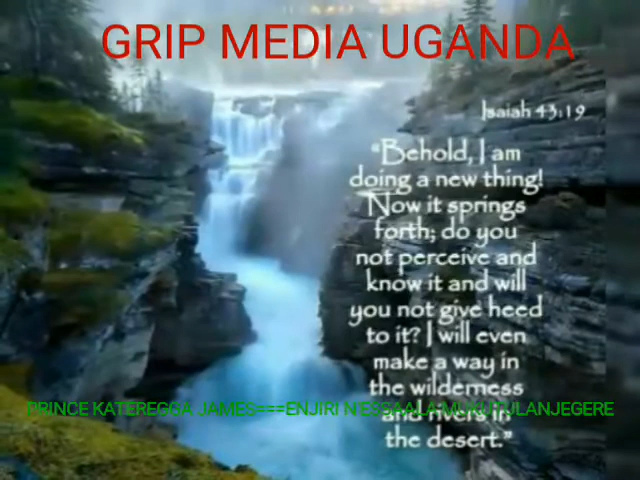 GRIP MEDIA UGANDA
Isaiah 43:19
"Behold, I am
doing a new thing!
Now it springs
forth; do you
not perceive and
know it and will
you not give heed
to it? I will even
make a way in
the wilderness
PRINCE KATEREGGA JAMES===ENJIRI N'ESSAALA MUKUTULANJEGERE
and rivers in
the desert."